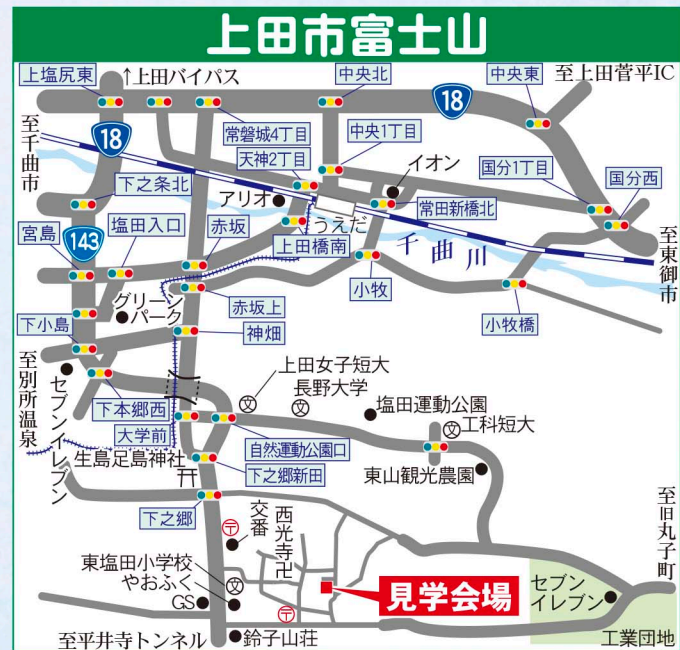 上田市富士山
上塩尻東
↑上田バイパス
中央北
中央東
至上田菅平IC
18
18
常磐城4丁目
中央1丁目
至千曲市
天神2丁目
イオン
国分1丁目
国分西
下之条北
アリオ
常田新橋北
うえだ
143
宮島
塩田入口
赤坂
上田橋南
千曲川
至東御市
グリーン
パーク
赤坂上
小牧
小牧橋
下小島
神畑
至別所温泉
セブンイレブン
上田女子短大
長野大学
文
文
塩田運動公園
文
工科短大
下本郷西
大学前
自然運動公園口
生島足島神社
下之郷新田
東山観光農園
下之郷
交番
西光寺卍
至旧丸子町
〒
東塩田小学校
文
やおふく
GS
見学会場
セブン
イレブン
〒
至平井寺トンネル
鈴子山荘
工業団地